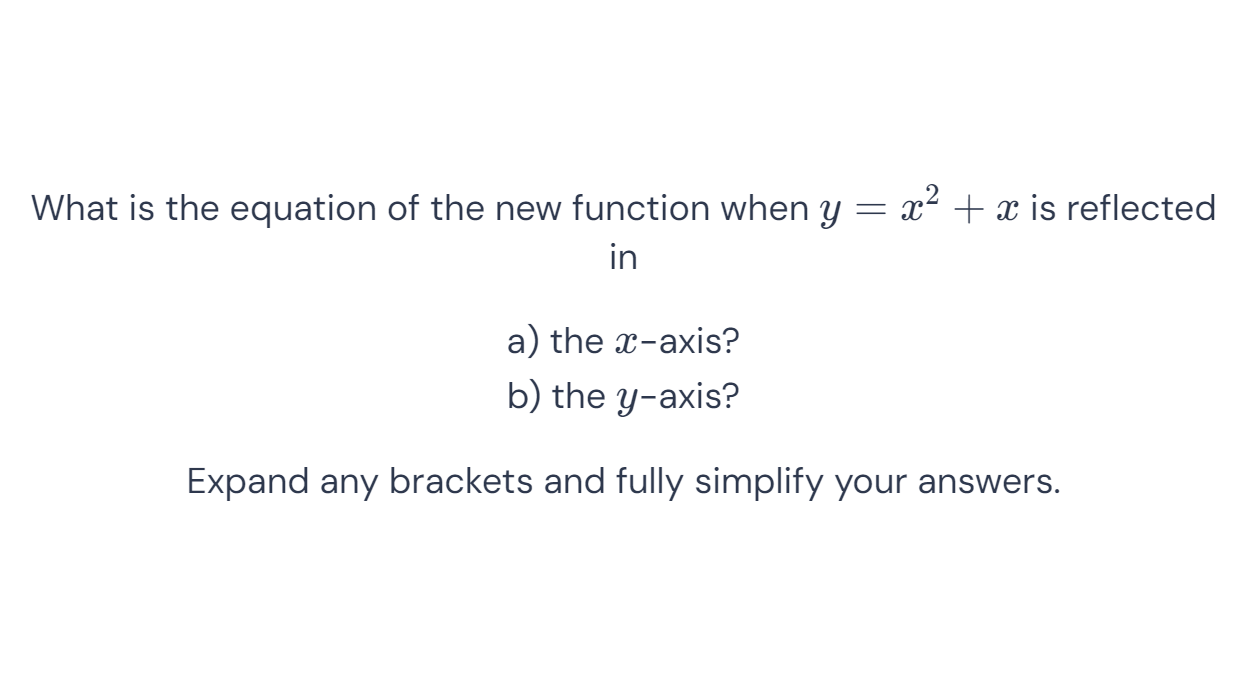 What is the equation of the new function when y = x² + x is reflected
in
a) the x-axis?
b) the y-axis?
Expand any brackets and fully simplify your answers.